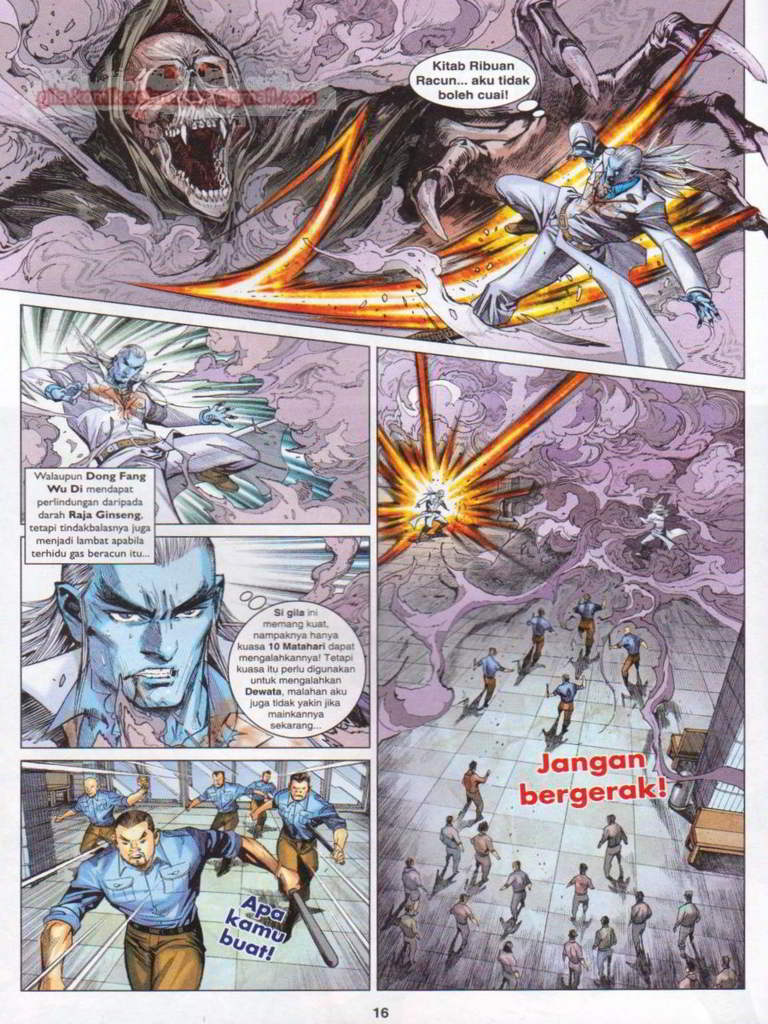 Kitab Ribuan
Racun... aku tidak
boleh cuai!
Walaupun Dong Fang
Wu Di mendapat
perlindungan daripada
darah Raja Ginseng,
tetapi tindakbalasnya juga
menjadi lambat apabila
terhidu gas beracun itu...
Si gila ini
memang kuat,
nampaknya hanya
kuasa 10 Matahari dapat
mengalahkannya! Tetapi
kuasa itu perlu digunakan
untuk mengalahkan
Dewata, malahan aku
juga tidak yakin jika
mainkannya
sekarang...
Jangan
bergerak!
Apa
kamu
buat!
16